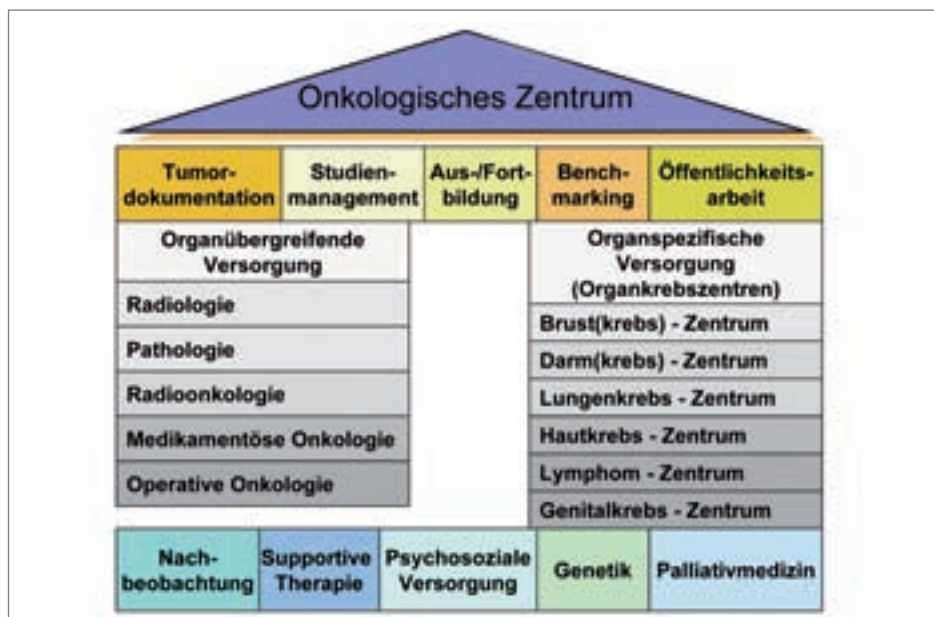 Onkologisches Zentrum
Tumor-
dokumentation
Studien-
management
Aus-/Fort-
bildung
Bench-
marking
Öffentlichkeits-
arbeit
Organübergreifende
Versorgung
Radiologie
Pathologie
Radioonkologie
Medikamentöse Onkologie
Operative Onkologie
Organspezifische
Versorgung
(Organkrebszentren)
Brust(krebs) - Zentrum
Darm(krebs) - Zentrum
Lungenkrebs - Zentrum
Hautkrebs - Zentrum
Lymphom - Zentrum
Genitalkrebs - Zentrum
Nach-
beobachtung
Supportive
Therapie
Psychosoziale
Versorgung
Genetik
Palliativmedizin